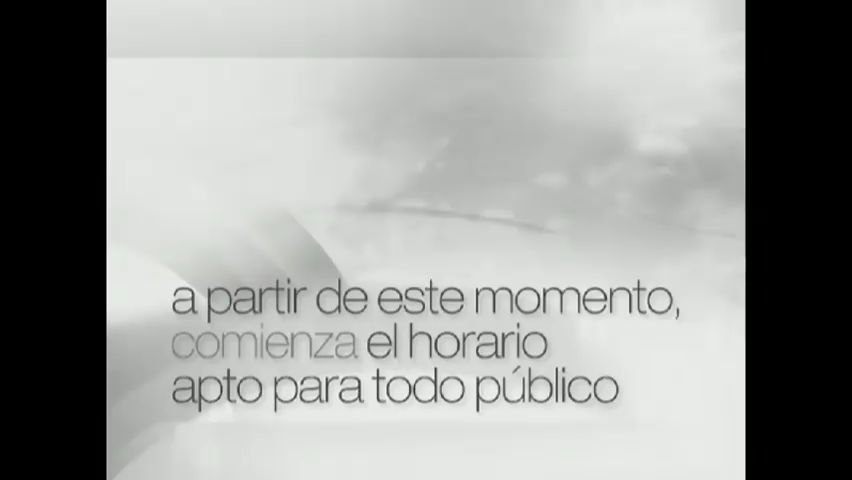 a partir de este momento,
comienza el horario
apto para todo público